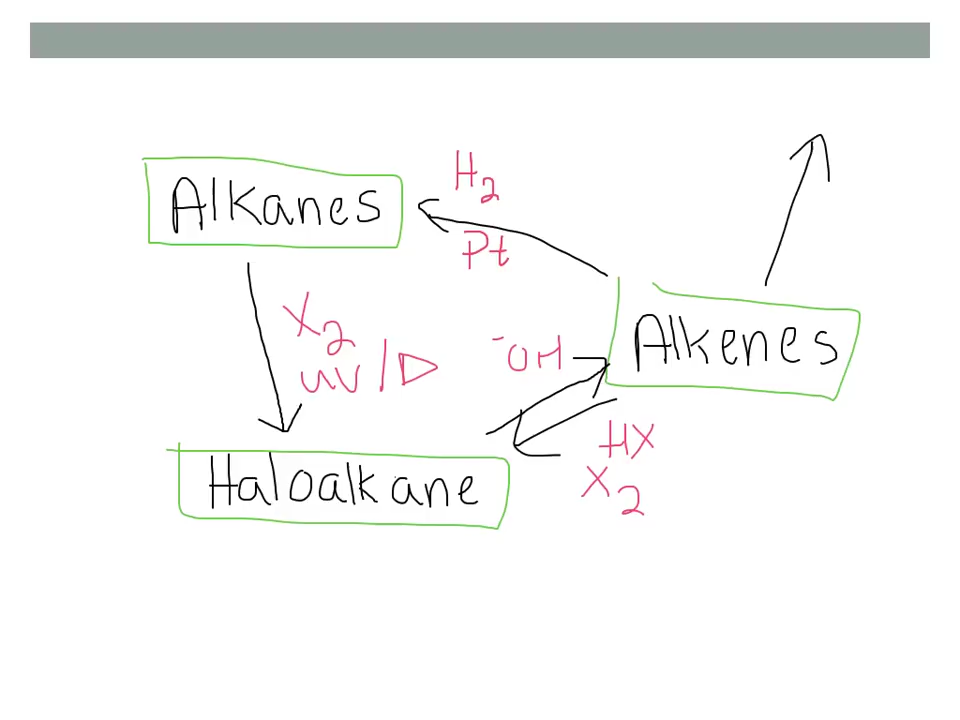 Alkanes
H2
Pt
X2
uv/Δ
-OH
Alkenes
HX
X2
Haloalkane